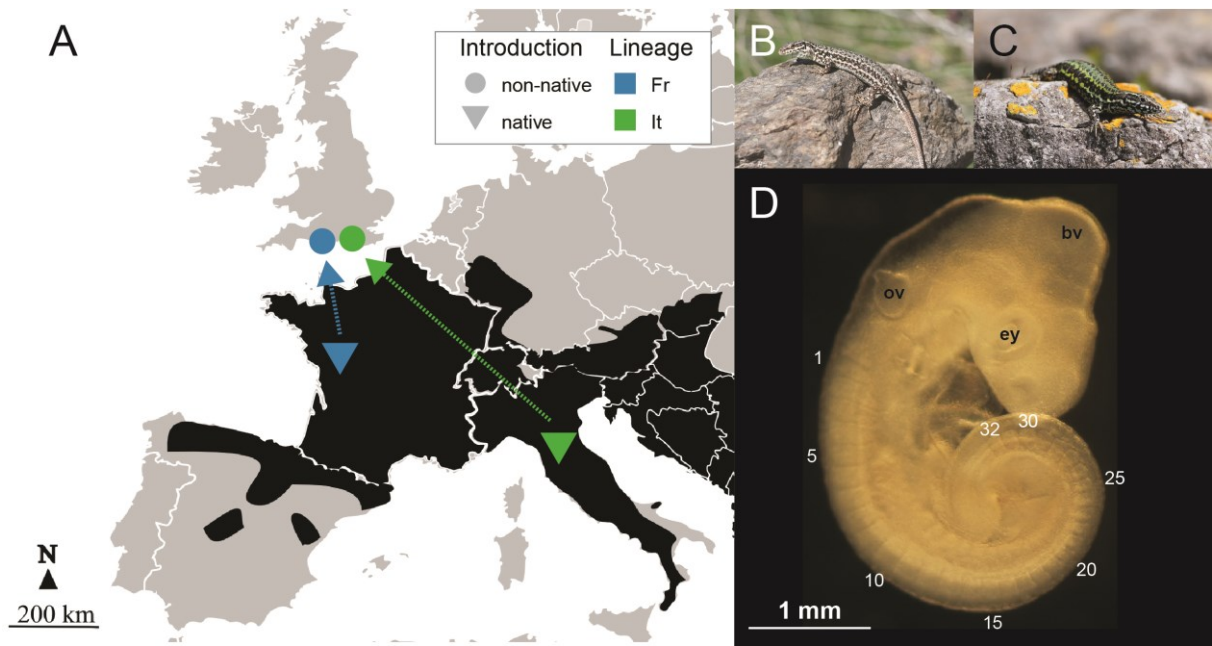 A
Introduction Lineage
non-native Fr
native It
N
200 km
B
C
D
bv
ov
ey
1
5
10
15
20
25
30
32
1 mm